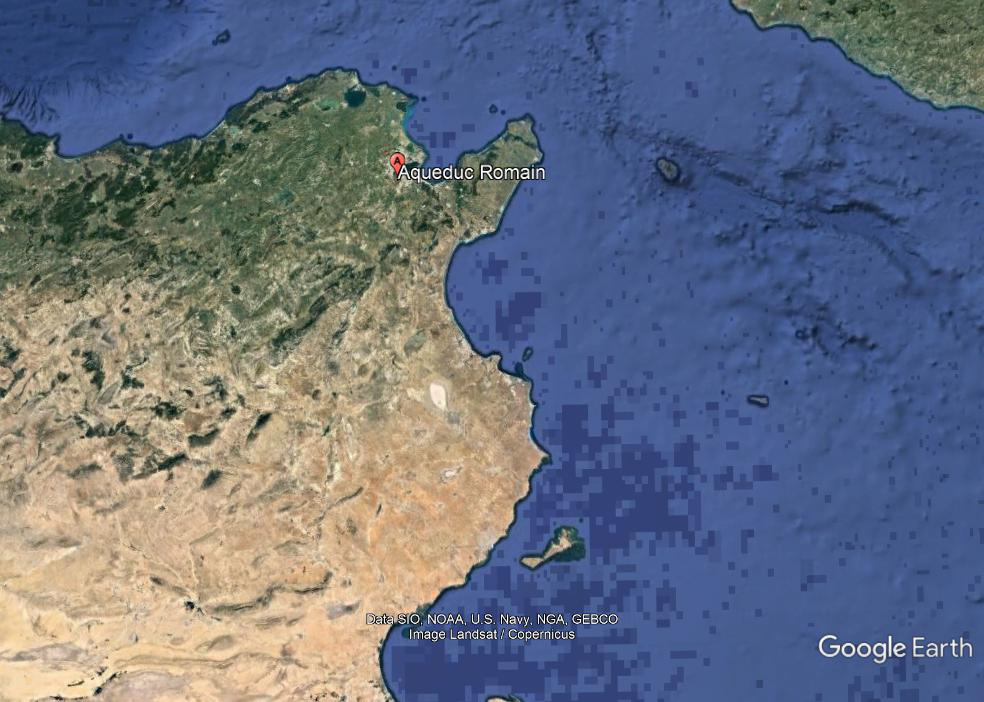 A
Aqueduc Romain
Data SIO, NOAA, U.S. Navy, NGA, GEBCO
Image Landsat / Copernicus
Google Earth